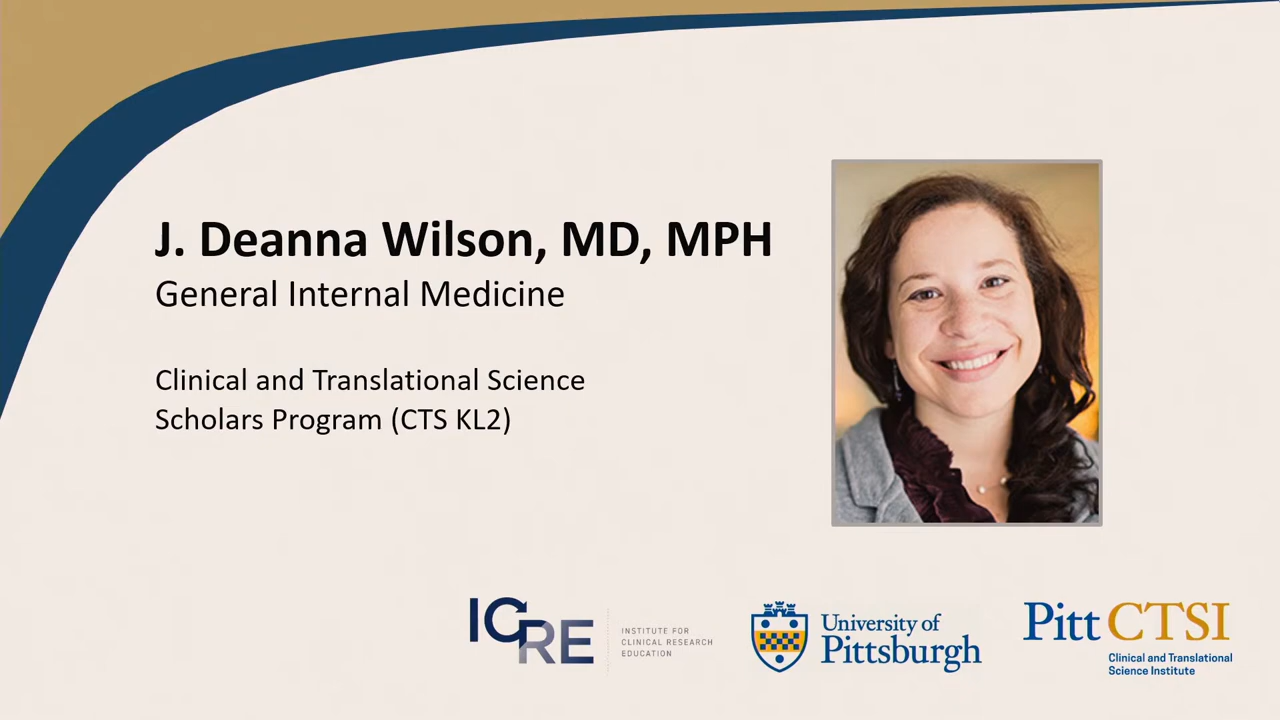 J. Deanna Wilson, MD, MPH
General Internal Medicine
Clinical and Translational Science
Scholars Program (CTS KL2)
ICRE
INSTITUTE FOR
CLINICAL RESEARCH
EDUCATION
University of
Pittsburgh
Pitt CTSI
Clinical and Translational
Science Institute